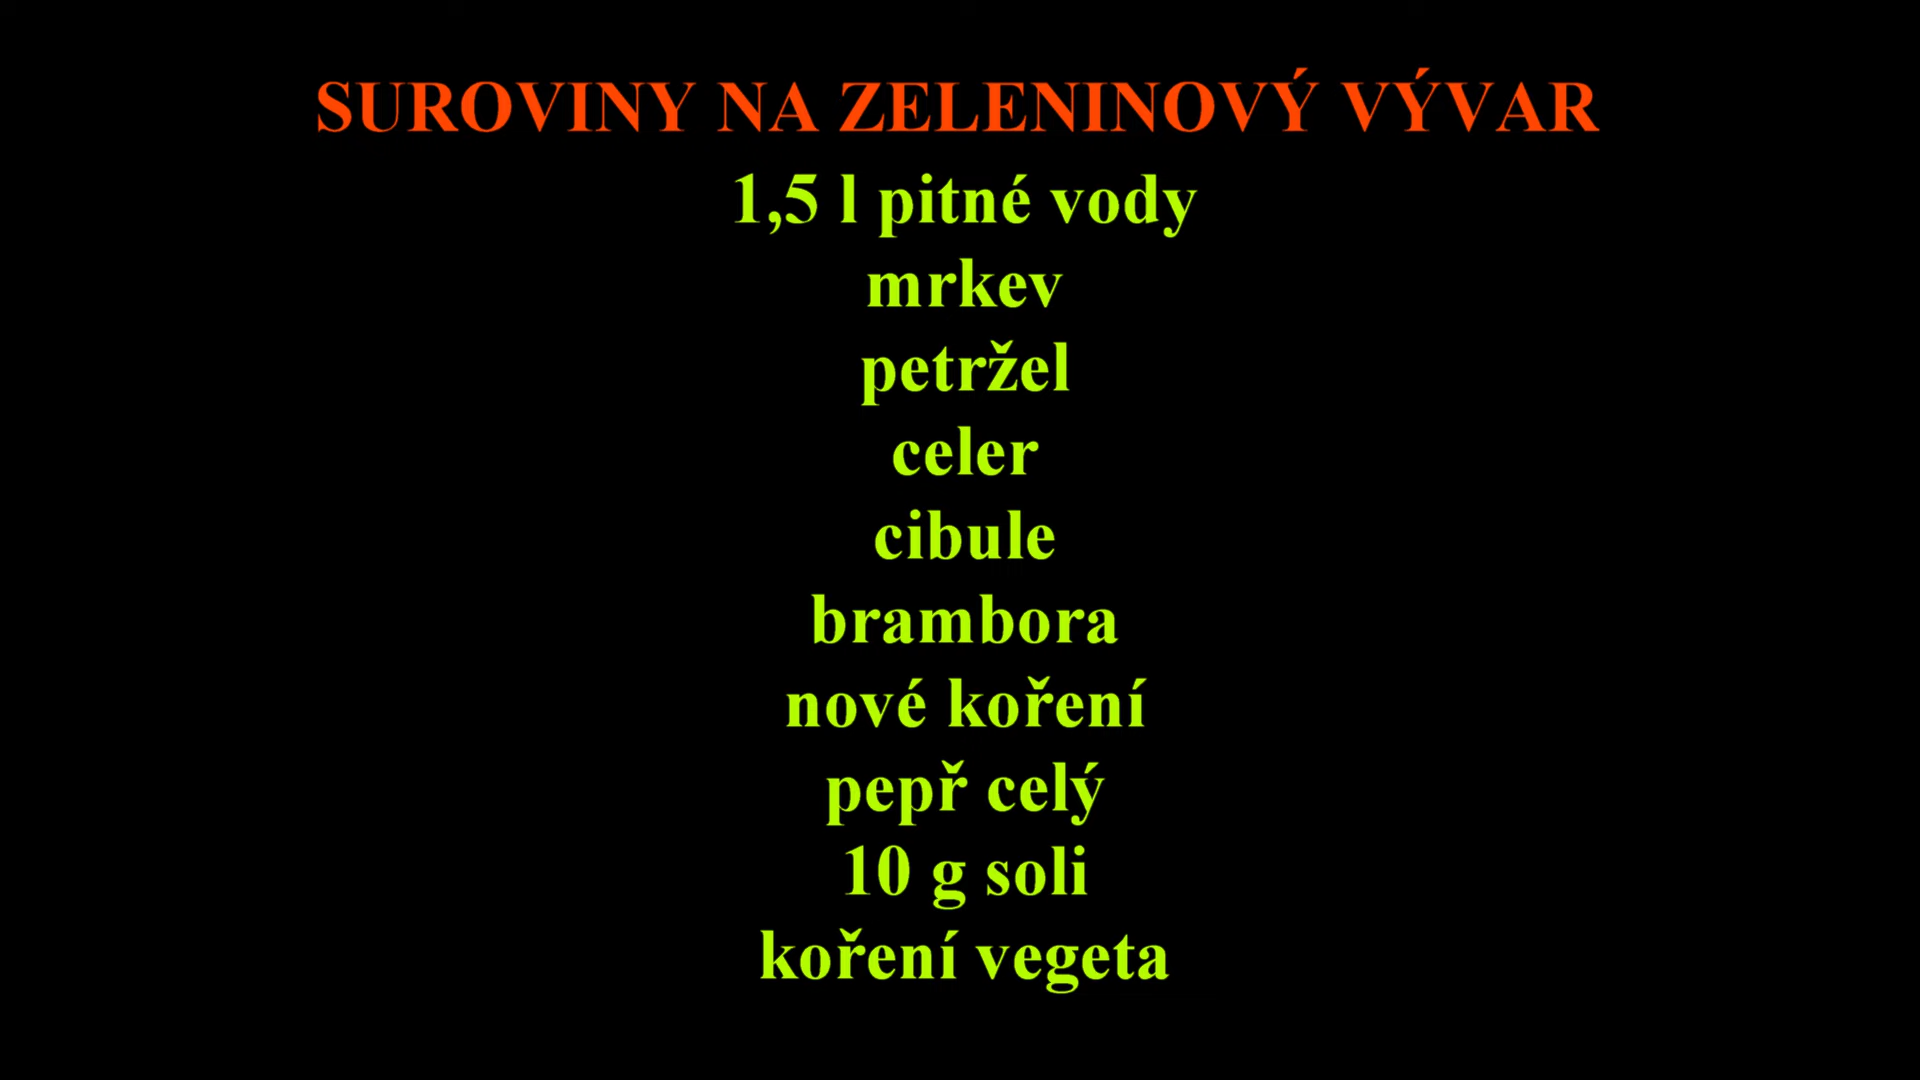 SUROVINY NA ZELENINOVÝ VÝVAR
1,5 l pitné vody
mrkev
petržel
celer
cibule
brambora
nové koření
pepř celý
10 g soli
koření vegeta